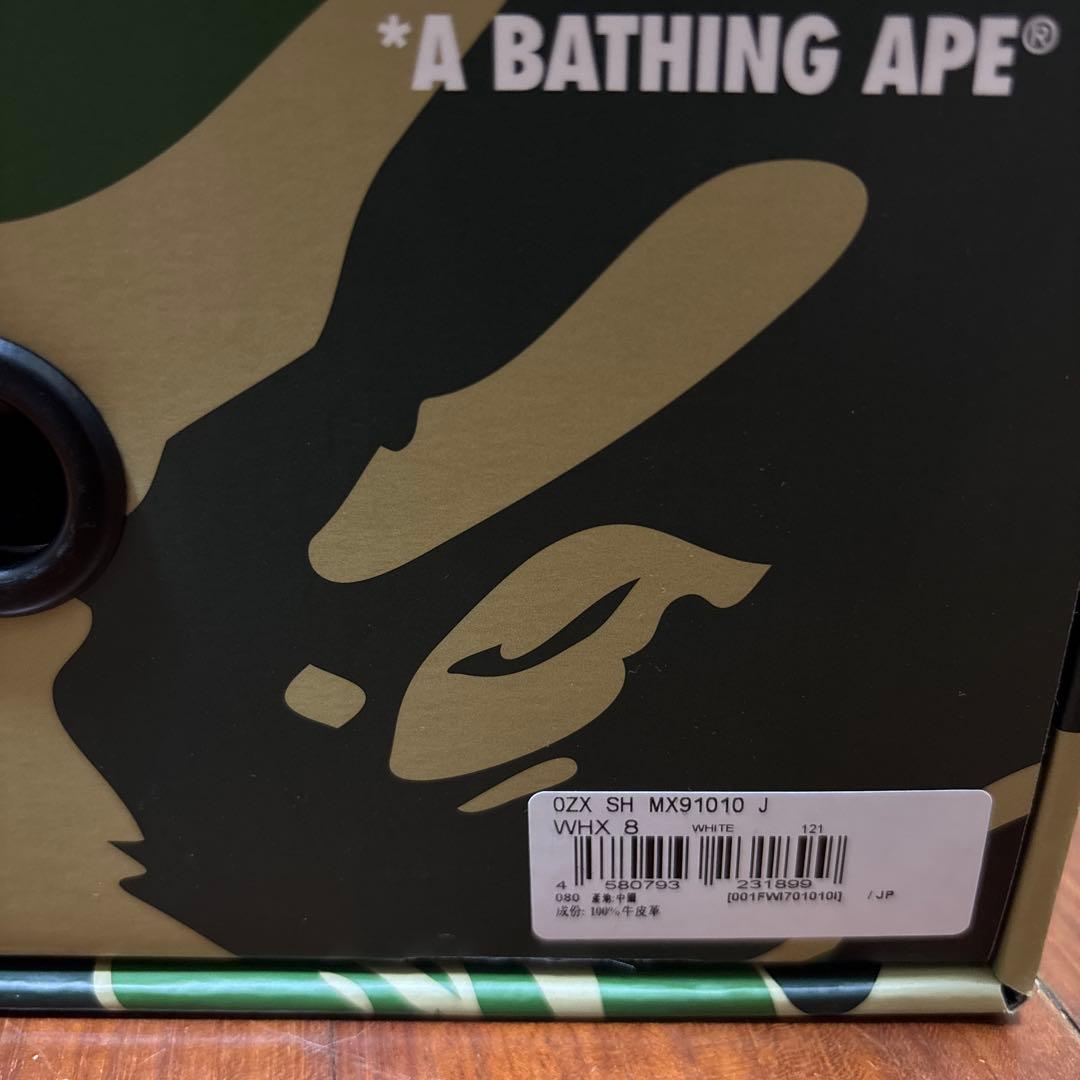 *A BATHING APE®
0ZX SH MX91010 J
WHX 8 WHITE 121
4 580793 231899
080 產地:中國 [001FWI701010I] /JP
成份: 100%牛皮革